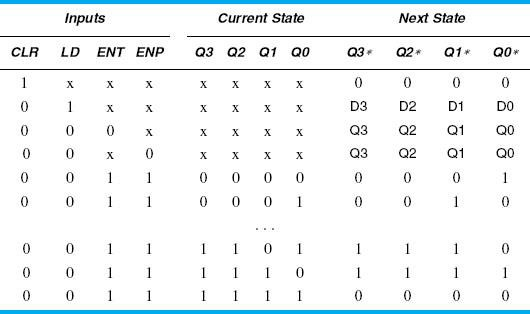 Inputs Current State Next State
CLR LD ENT ENP Q3 Q2 Q1 Q0 Q3* Q2* Q1* Q0*
1 x x x x x x x 0 0 0 0
0 1 x x x x x x D3 D2 D1 D0
0 0 0 x x x x x Q3 Q2 Q1 Q0
0 0 x 0 x x x x Q3 Q2 Q1 Q0
0 0 1 1 0 0 0 0 0 0 0 1
0 0 1 1 0 0 0 1 0 0 1 0
. . .
0 0 1 1 1 1 0 1 1 1 1 0
0 0 1 1 1 1 1 0 1 1 1 1
0 0 1 1 1 1 1 1 0 0 0 0